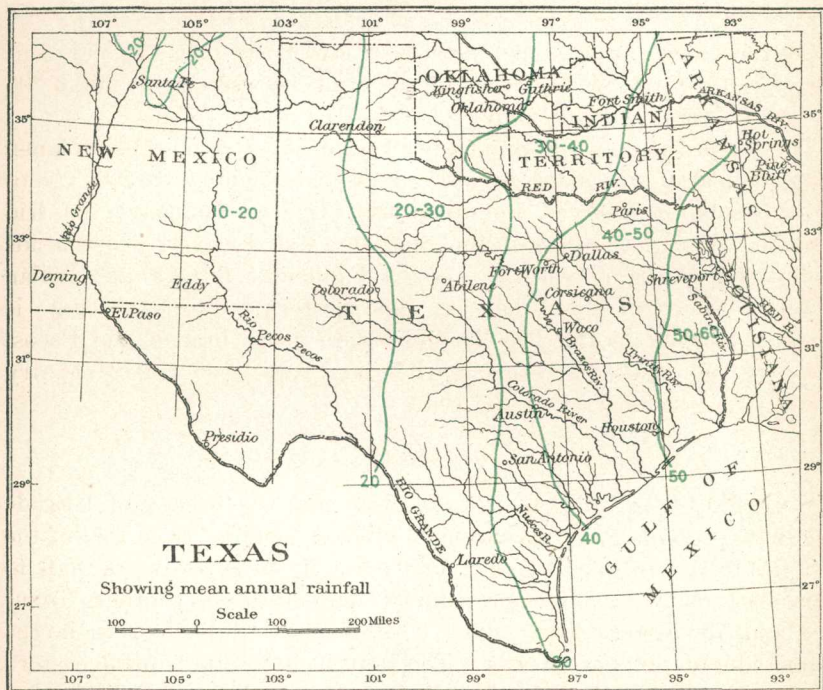 107° 105° 103° 101° 99° 97° 95° 93°
20
20
Santa Fe
OKLAHOMA
Kingfisher Guthrie
Oklahoma
Fort Smith
ARKANSAS RIV.
ARKANSAS
35° 35°
Clarendon
INDIAN
Hot Springs
NEW MEXICO
30-40
TERRITORY
Pine Bluff
RED RIV.
Rio Grande
10-20
20-30
Paris
40-50
33° 33°
Dallas
Fort Worth
Deming
Eddy
Colorado
Abilene
Corsicana
Shreveport
LOUISIANA
RED R.
El Paso
TEXAS
Sabine Riv.
Rio Pecos
Pecos
Waco
50-60
31° 31°
Brazos Riv.
Trinity Riv.
Colorado River
Austin
Houston
Presidio
San Antonio
29° 29°
20
50
RIO GRANDE
Nueces R.
40
GULF OF MEXICO
TEXAS
Laredo
Showing mean annual rainfall
27° 27°
Scale
100 0 100 200 Miles
30
107° 105° 103° 101° 99° 97° 95° 93°